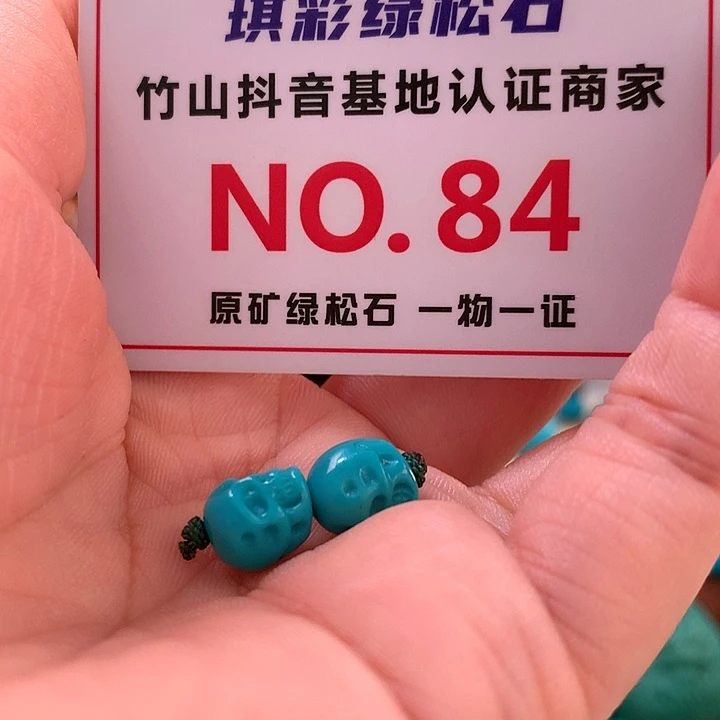 琪彩绿松石
竹山抖音基地认证商家
NO.84
原矿绿松石 一物一证